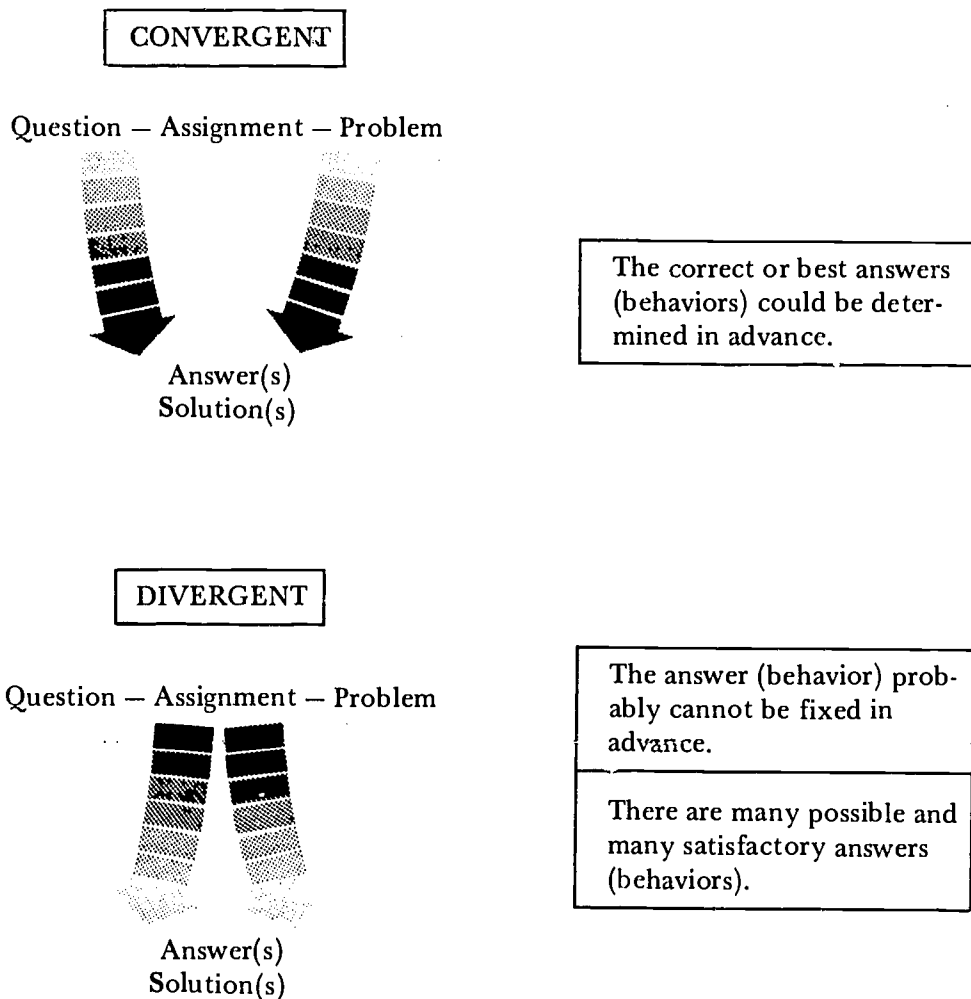 CONVERGENT
Question – Assignment – Problem
Answer(s)
Solution(s)
The correct or best answers
(behaviors) could be deter-
mined in advance.
DIVERGENT
Question – Assignment – Problem
Answer(s)
Solution(s)
The answer (behavior) prob-
ably cannot be fixed in
advance.
There are many possible and
many satisfactory answers
(behaviors).